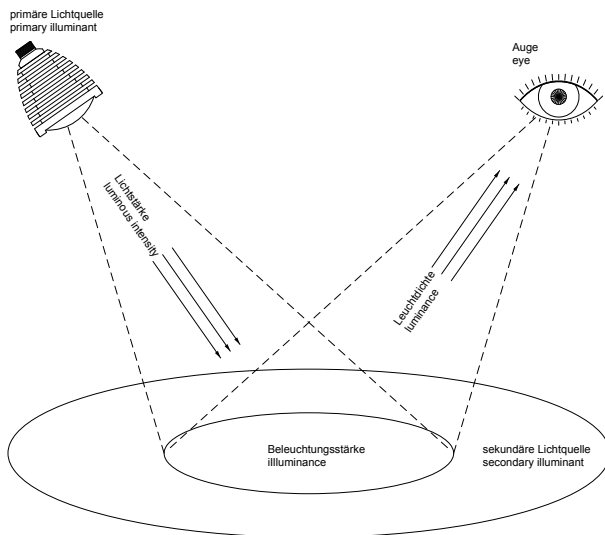 primäre Lichtquelle
primary illuminant
Auge
eye
Lichtstärke
luminous intensity
Leuchtdichte
luminance
Beleuchtungsstärke
illluminance
sekundäre Lichtquelle
secondary illuminant